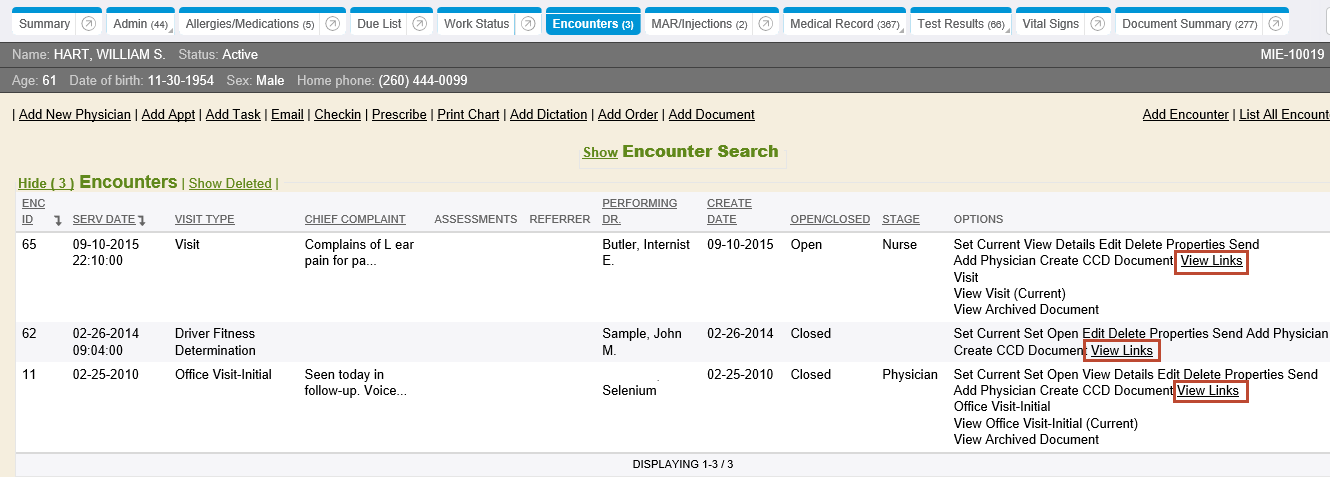 Summary Admin (44) Allergies/Medications (5) Due List Work Status Encounters (3) MAR/Injections (2) Medical Record (367) Test Results (66) Vital Signs Document Summary (277)
Name: HART, WILLIAM S. Status: Active MIE-10019
Age: 61 Date of birth: 11-30-1954 Sex: Male Home phone: (260) 444-0099
| Add New Physician | Add Appt | Add Task | Email | Checkin | Prescribe | Print Chart | Add Dictation | Add Order | Add Document Add Encounter | List All Encount
Show Encounter Search
Hide ( 3 ) Encounters | Show Deleted |
ENC ID SERV DATE VISIT TYPE CHIEF COMPLAINT ASSESSMENTS REFERRER PERFORMING DR. CREATE DATE OPEN/CLOSED STAGE OPTIONS
65 09-10-2015 Visit Complains of L ear Butler, Internist 09-10-2015 Open Nurse Set Current View Details Edit Delete Properties Send
22:10:00 pain for pa... E. Add Physician Create CCD Document View Links
Visit
View Visit (Current)
View Archived Document
62 02-26-2014 Driver Fitness Sample, John 02-26-2014 Closed Set Current Set Open Edit Delete Properties Send Add Physician
09:04:00 Determination M. Create CCD Document View Links
11 02-25-2010 Office Visit-Initial Seen today in , 02-25-2010 Closed Physician Set Current Set Open View Details Edit Delete Properties Send
follow-up. Voice... Selenium Add Physician Create CCD Document View Links
Office Visit-Initial
View Office Visit-Initial (Current)
View Archived Document
DISPLAYING 1-3 / 3